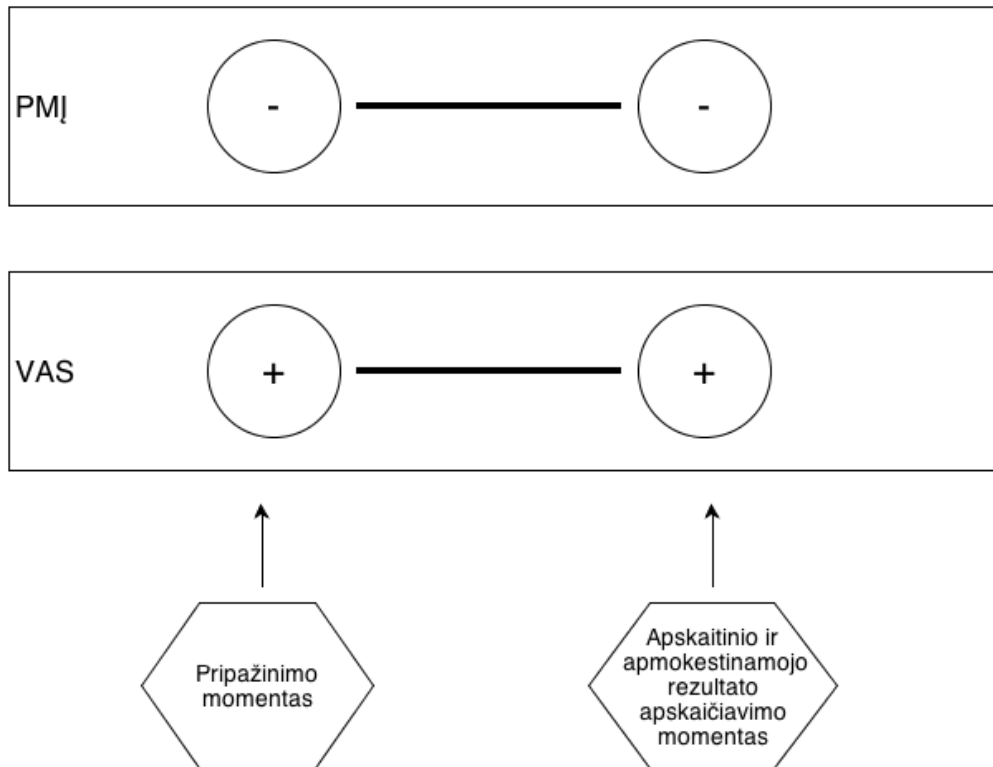 PMĮ
-
-
VAS
+
+
Pripažinimo
momentas
Apskaitinio ir
apmokestinamojo
rezultato
apskaičiavimo
momentas